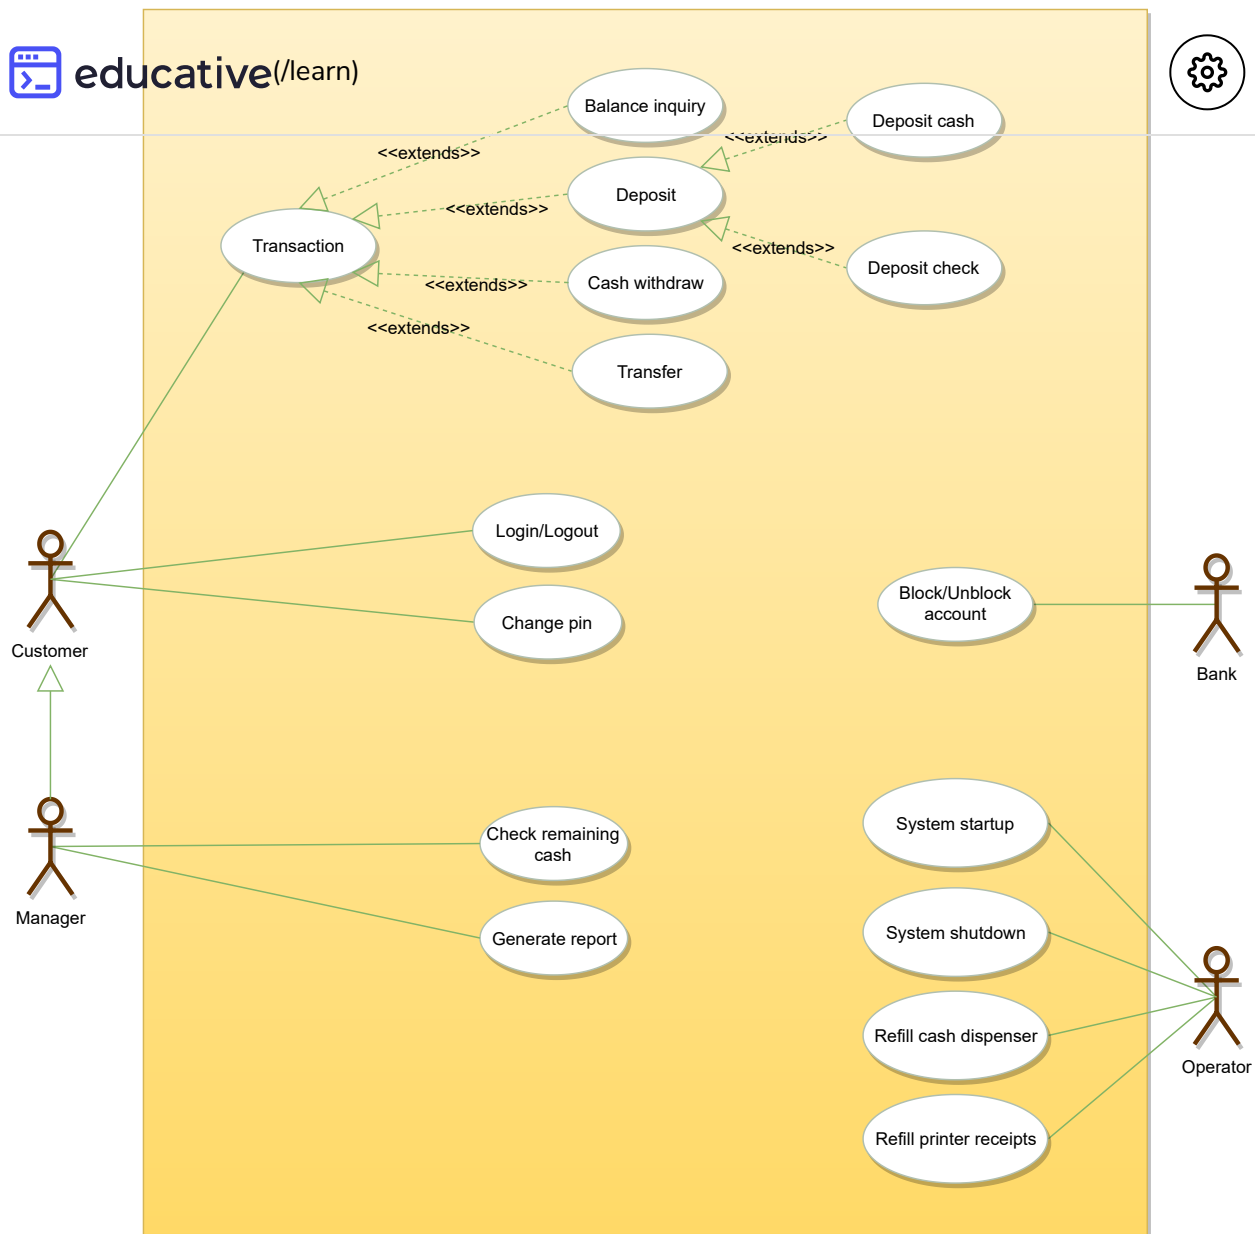 educative(/learn)
Balance inquiry
Deposit cash
<<extends>>
<<extends>>
Deposit
<<extends>>
Transaction
<<extends>>
Deposit check
Cash withdraw
<<extends>>
<<extends>>
Transfer
Login/Logout
Block/Unblock
account
Change pin
Customer
Bank
System startup
Check remaining
cash
Manager
Generate report
System shutdown
Refill cash dispenser
Operator
Refill printer receipts